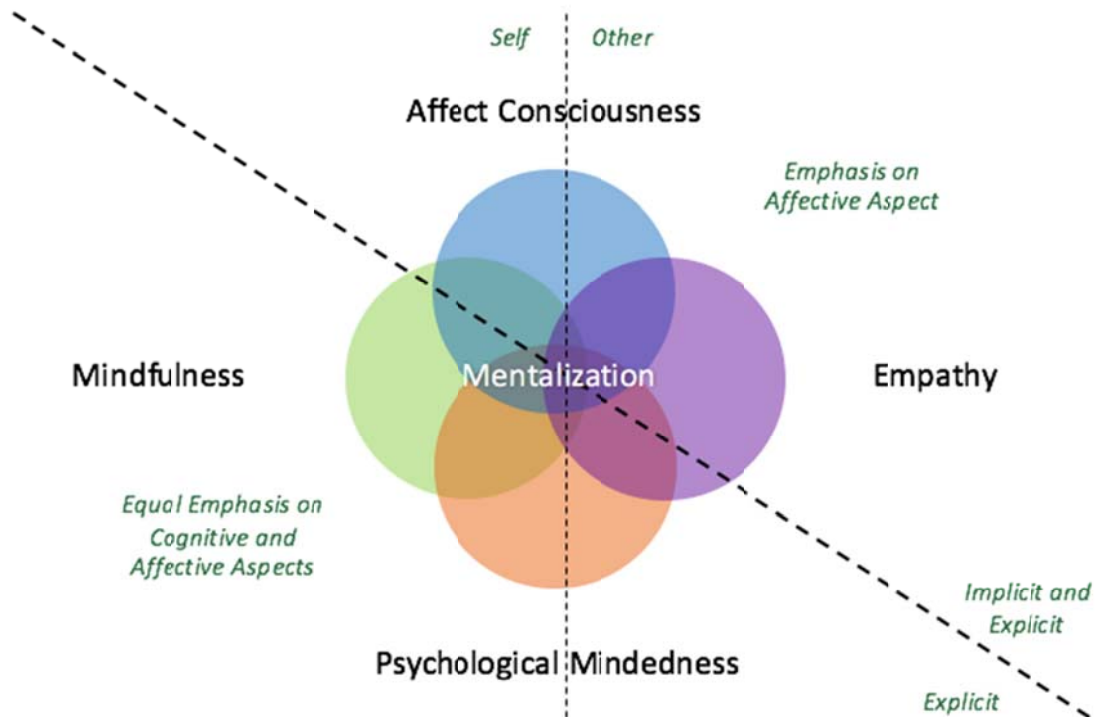 Self Other
Affect Consciousness
Emphasis on
Affective Aspect
Mindfulness
Mentalization
Empathy
Equal Emphasis on
Cognitive and
Affective Aspects
Implicit and
Explicit
Psychological Mindedness
Explicit